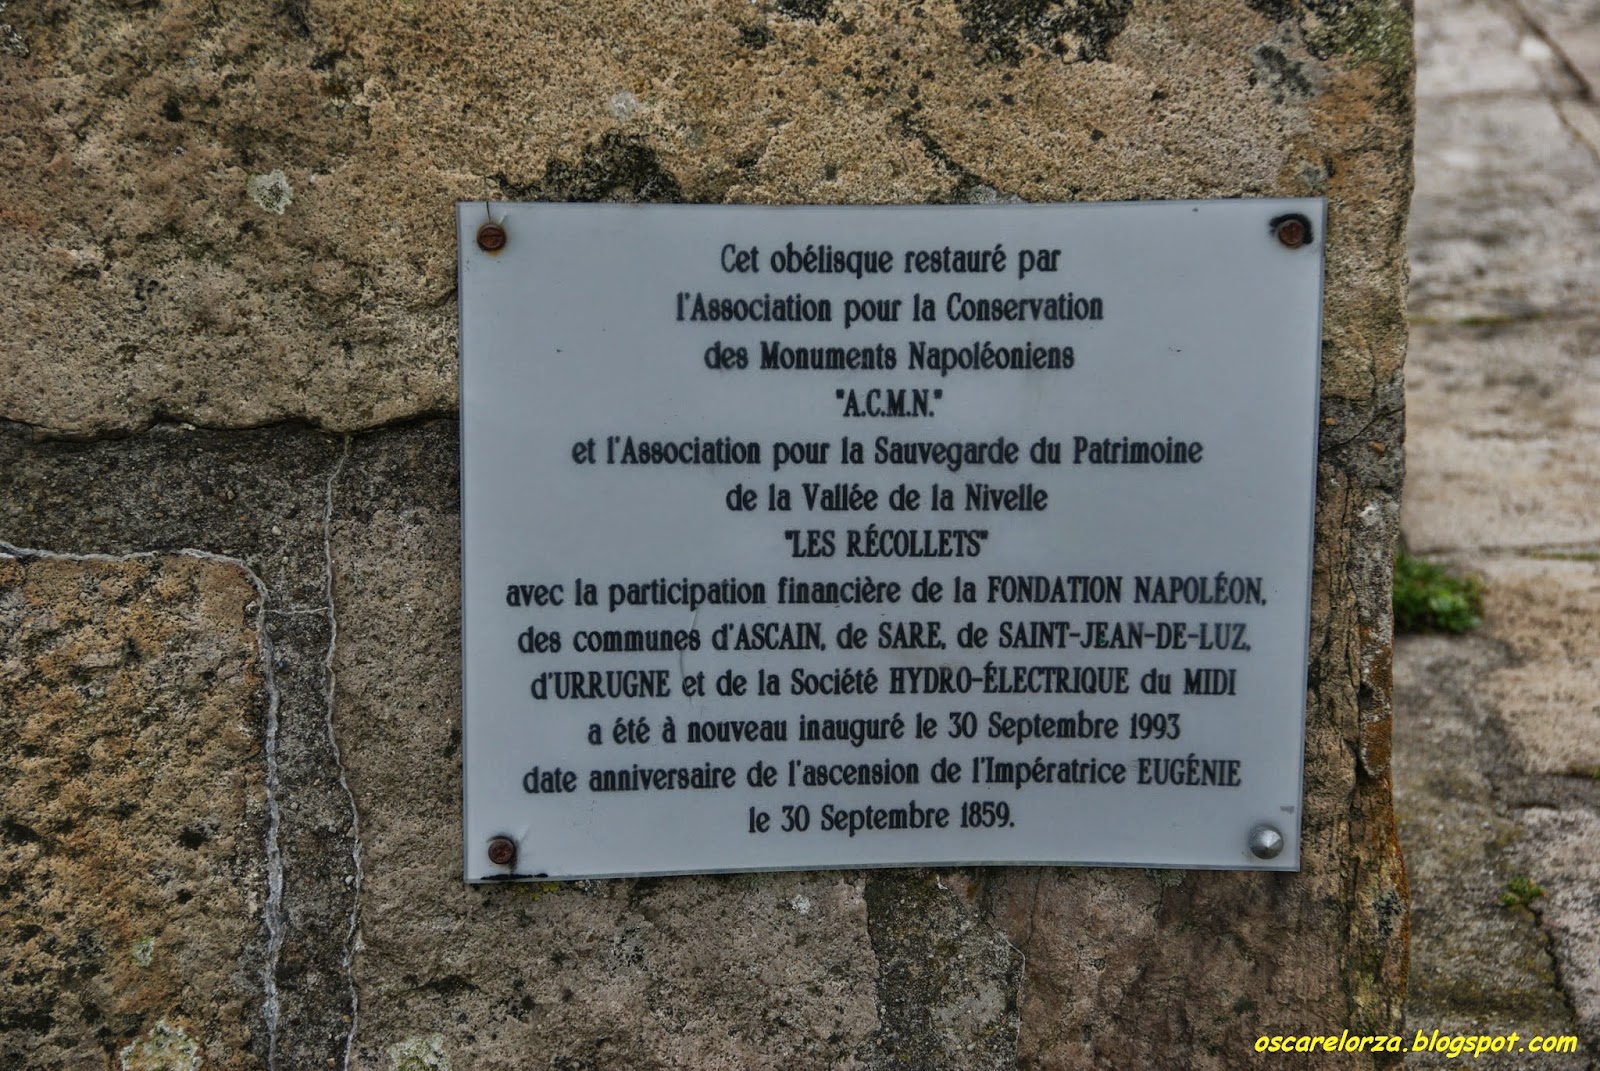 Cet obélisque restauré par
l'Association pour la Conservation
des Monuments Napoléoniens
"A.C.M.N."
et l'Association pour la Sauvegarde du Patrimoine
de la Vallée de la Nivelle
"LES RÉCOLLETS"
avec la participation financière de la FONDATION NAPOLÉON,
des communes d'ASCAIN, de SARE, de SAINT-JEAN-DE-LUZ,
d'URRUGNE et de la Société HYDRO-ÉLECTRIQUE du MIDI
a été à nouveau inauguré le 30 Septembre 1993
date anniversaire de l'ascension de l'Impératrice EUGÉNIE
le 30 Septembre 1859.
oscarelorza.blogspot.com